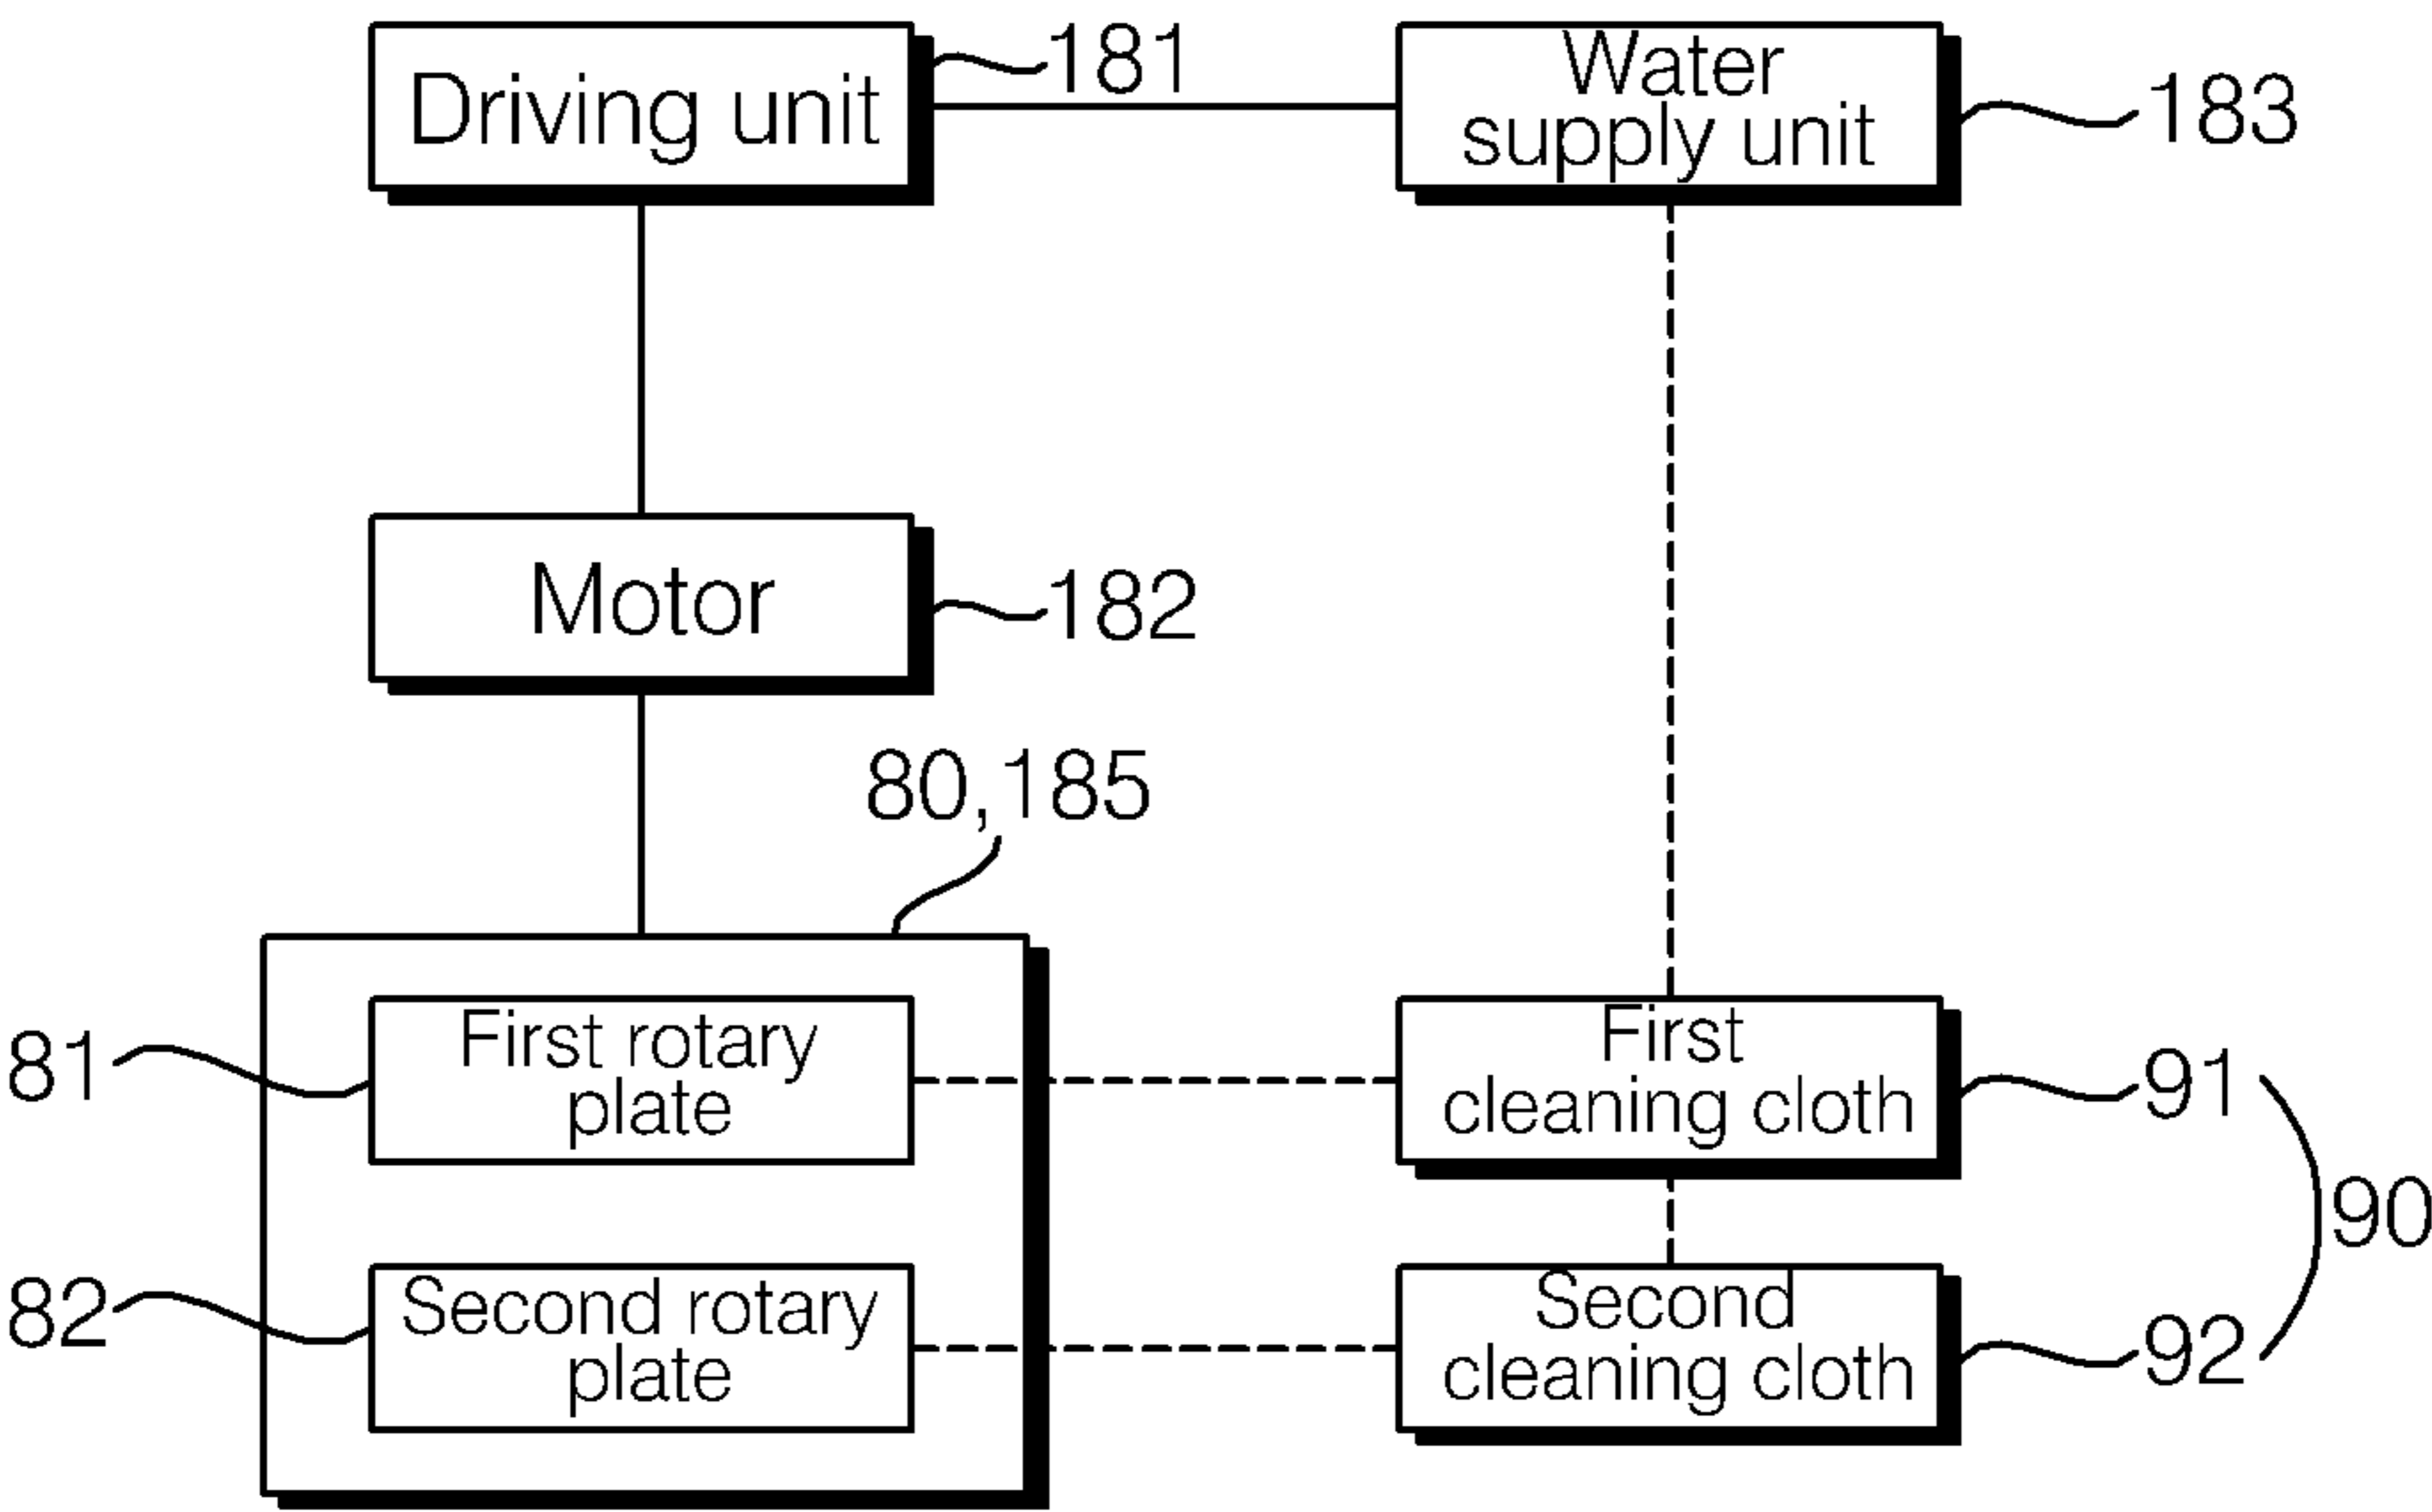 Driving unit
181
Water
supply unit
183
Motor
182
80,185
81
First rotary
plate
First
cleaning cloth
91
90
82
Second rotary
plate
Second
cleaning cloth
92